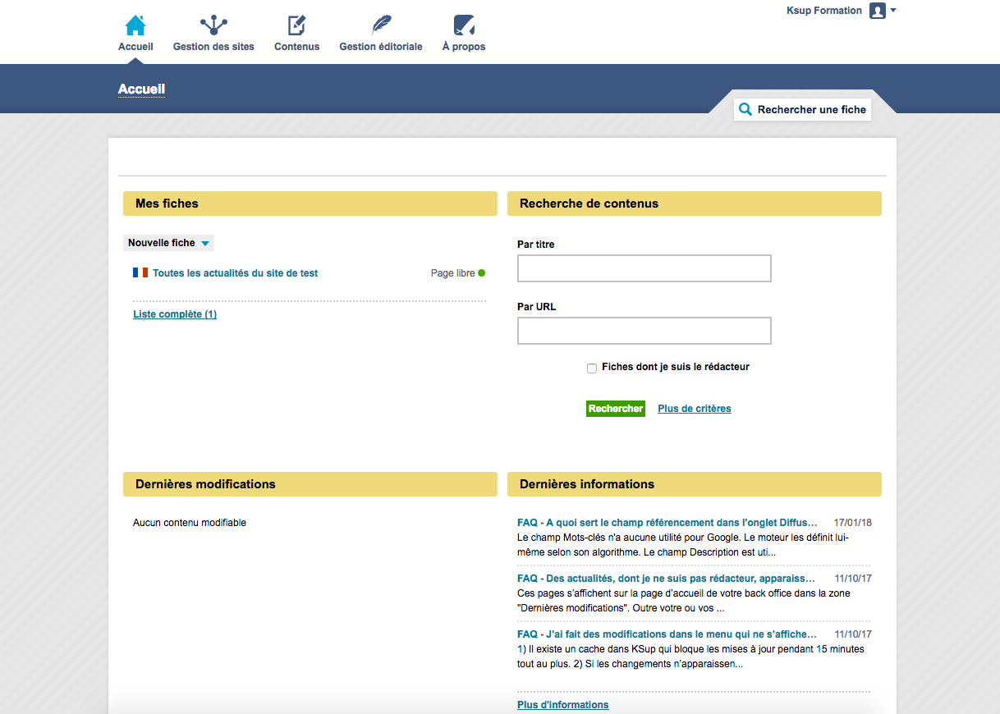 Ksup Formation
Accueil
Gestion des sites
Contenus
Gestion éditoriale
À propos
Accueil
Rechercher une fiche
Mes fiches
Nouvelle fiche
Toutes les actualités du site de test
Page libre
Liste complète (1)
Recherche de contenus
Par titre
Par URL
Fiches dont je suis le rédacteur
Rechercher
Plus de critères
Dernières modifications
Aucun contenu modifiable
Dernières informations
FAQ - A quoi sert le champ référencement dans l'onglet Diffus... 17/01/18
Le champ Mots-clés n'a aucune utilité pour Google. Le moteur les définit lui-
même selon son algorithme. Le champ Description est uti...
FAQ - Des actualités, dont je ne suis pas rédacteur, apparaiss... 11/10/17
Ces pages s’affichent sur la page d’accueil de votre back office dans la zone
"Dernières modifications". Outre votre ou vos ...
FAQ - J’ai fait des modifications dans le menu qui ne s’affiche... 11/10/17
1) Il existe un cache dans KSup qui bloque les mises à jour pendant 15 minutes
tout au plus. 2) Si les changements n’apparaissen...
Plus d'informations